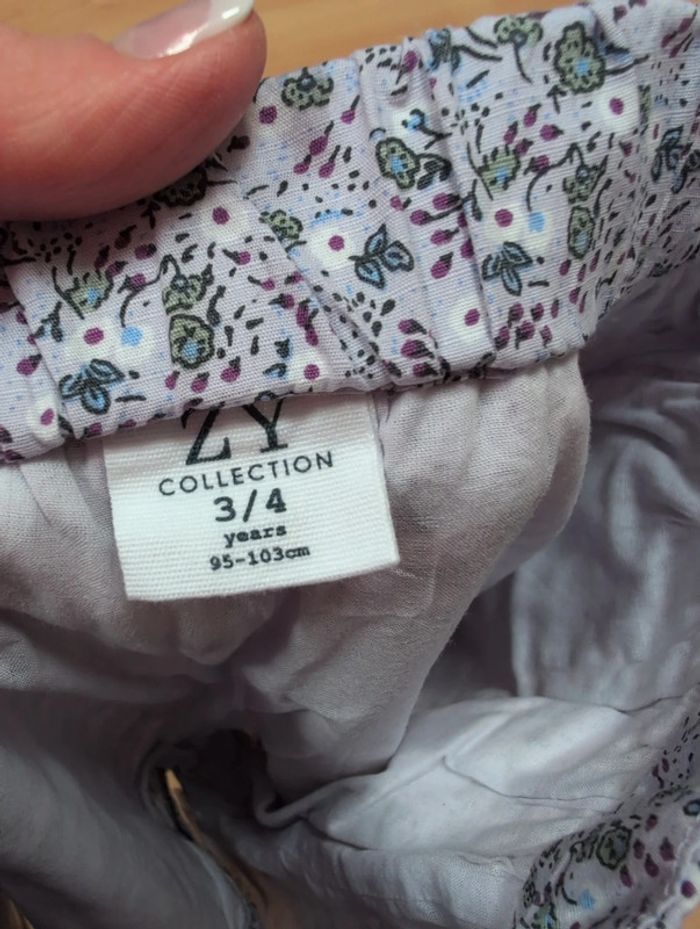 ZY
COLLECTION
3/4
years
95-103cm